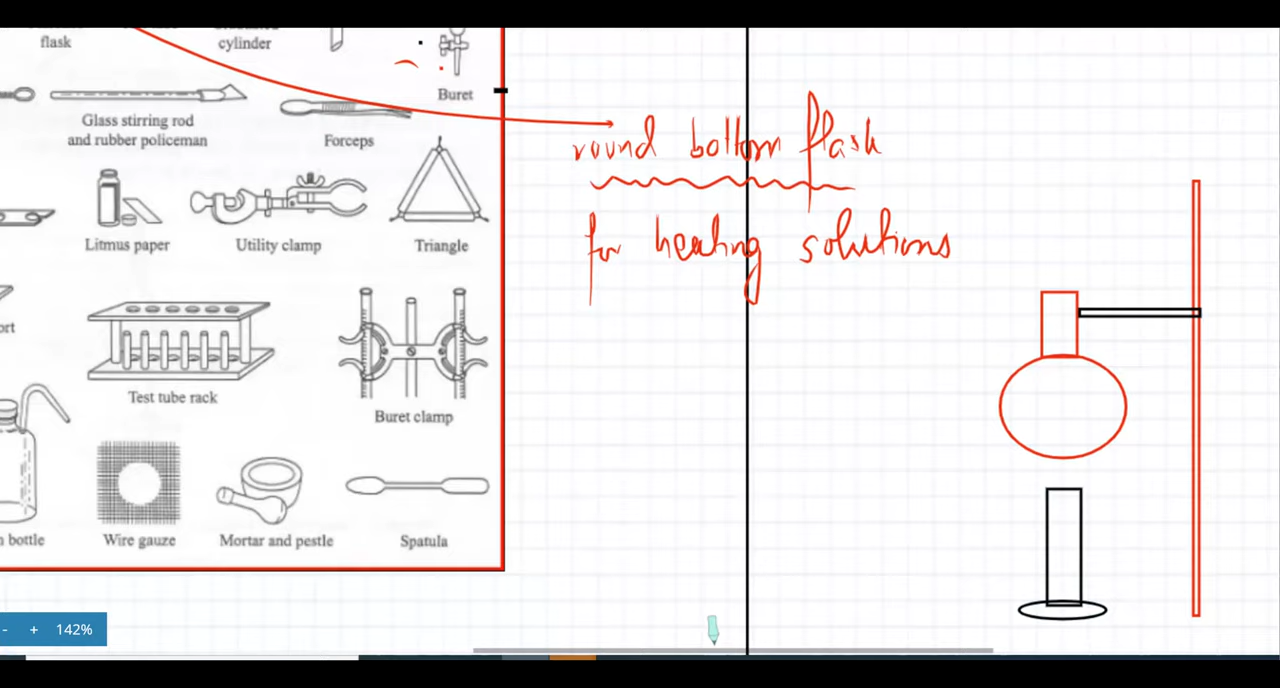 flask
cylinder
Buret
Glass stirring rod
and rubber policeman
Forceps
round bottom flask
for heating solutions
Litmus paper
Utility clamp
Triangle
Test tube rack
Buret clamp
bottle
Wire gauze
Mortar and pestle
Spatula
- + 142%